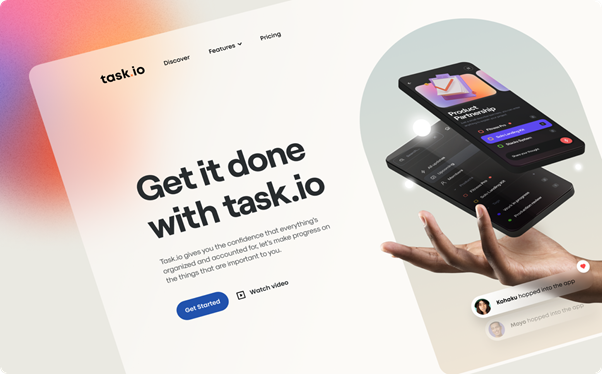 task.io
Discover
Features
Pricing
Get it done
with task.io
Task.io gives you the confidence that everything's
organized and accounted for, let's make progress on
the things that are important to you.
Get Started
Watch video
Product
Partnership
Kohaku hopped into the app
Maya hopped into the app